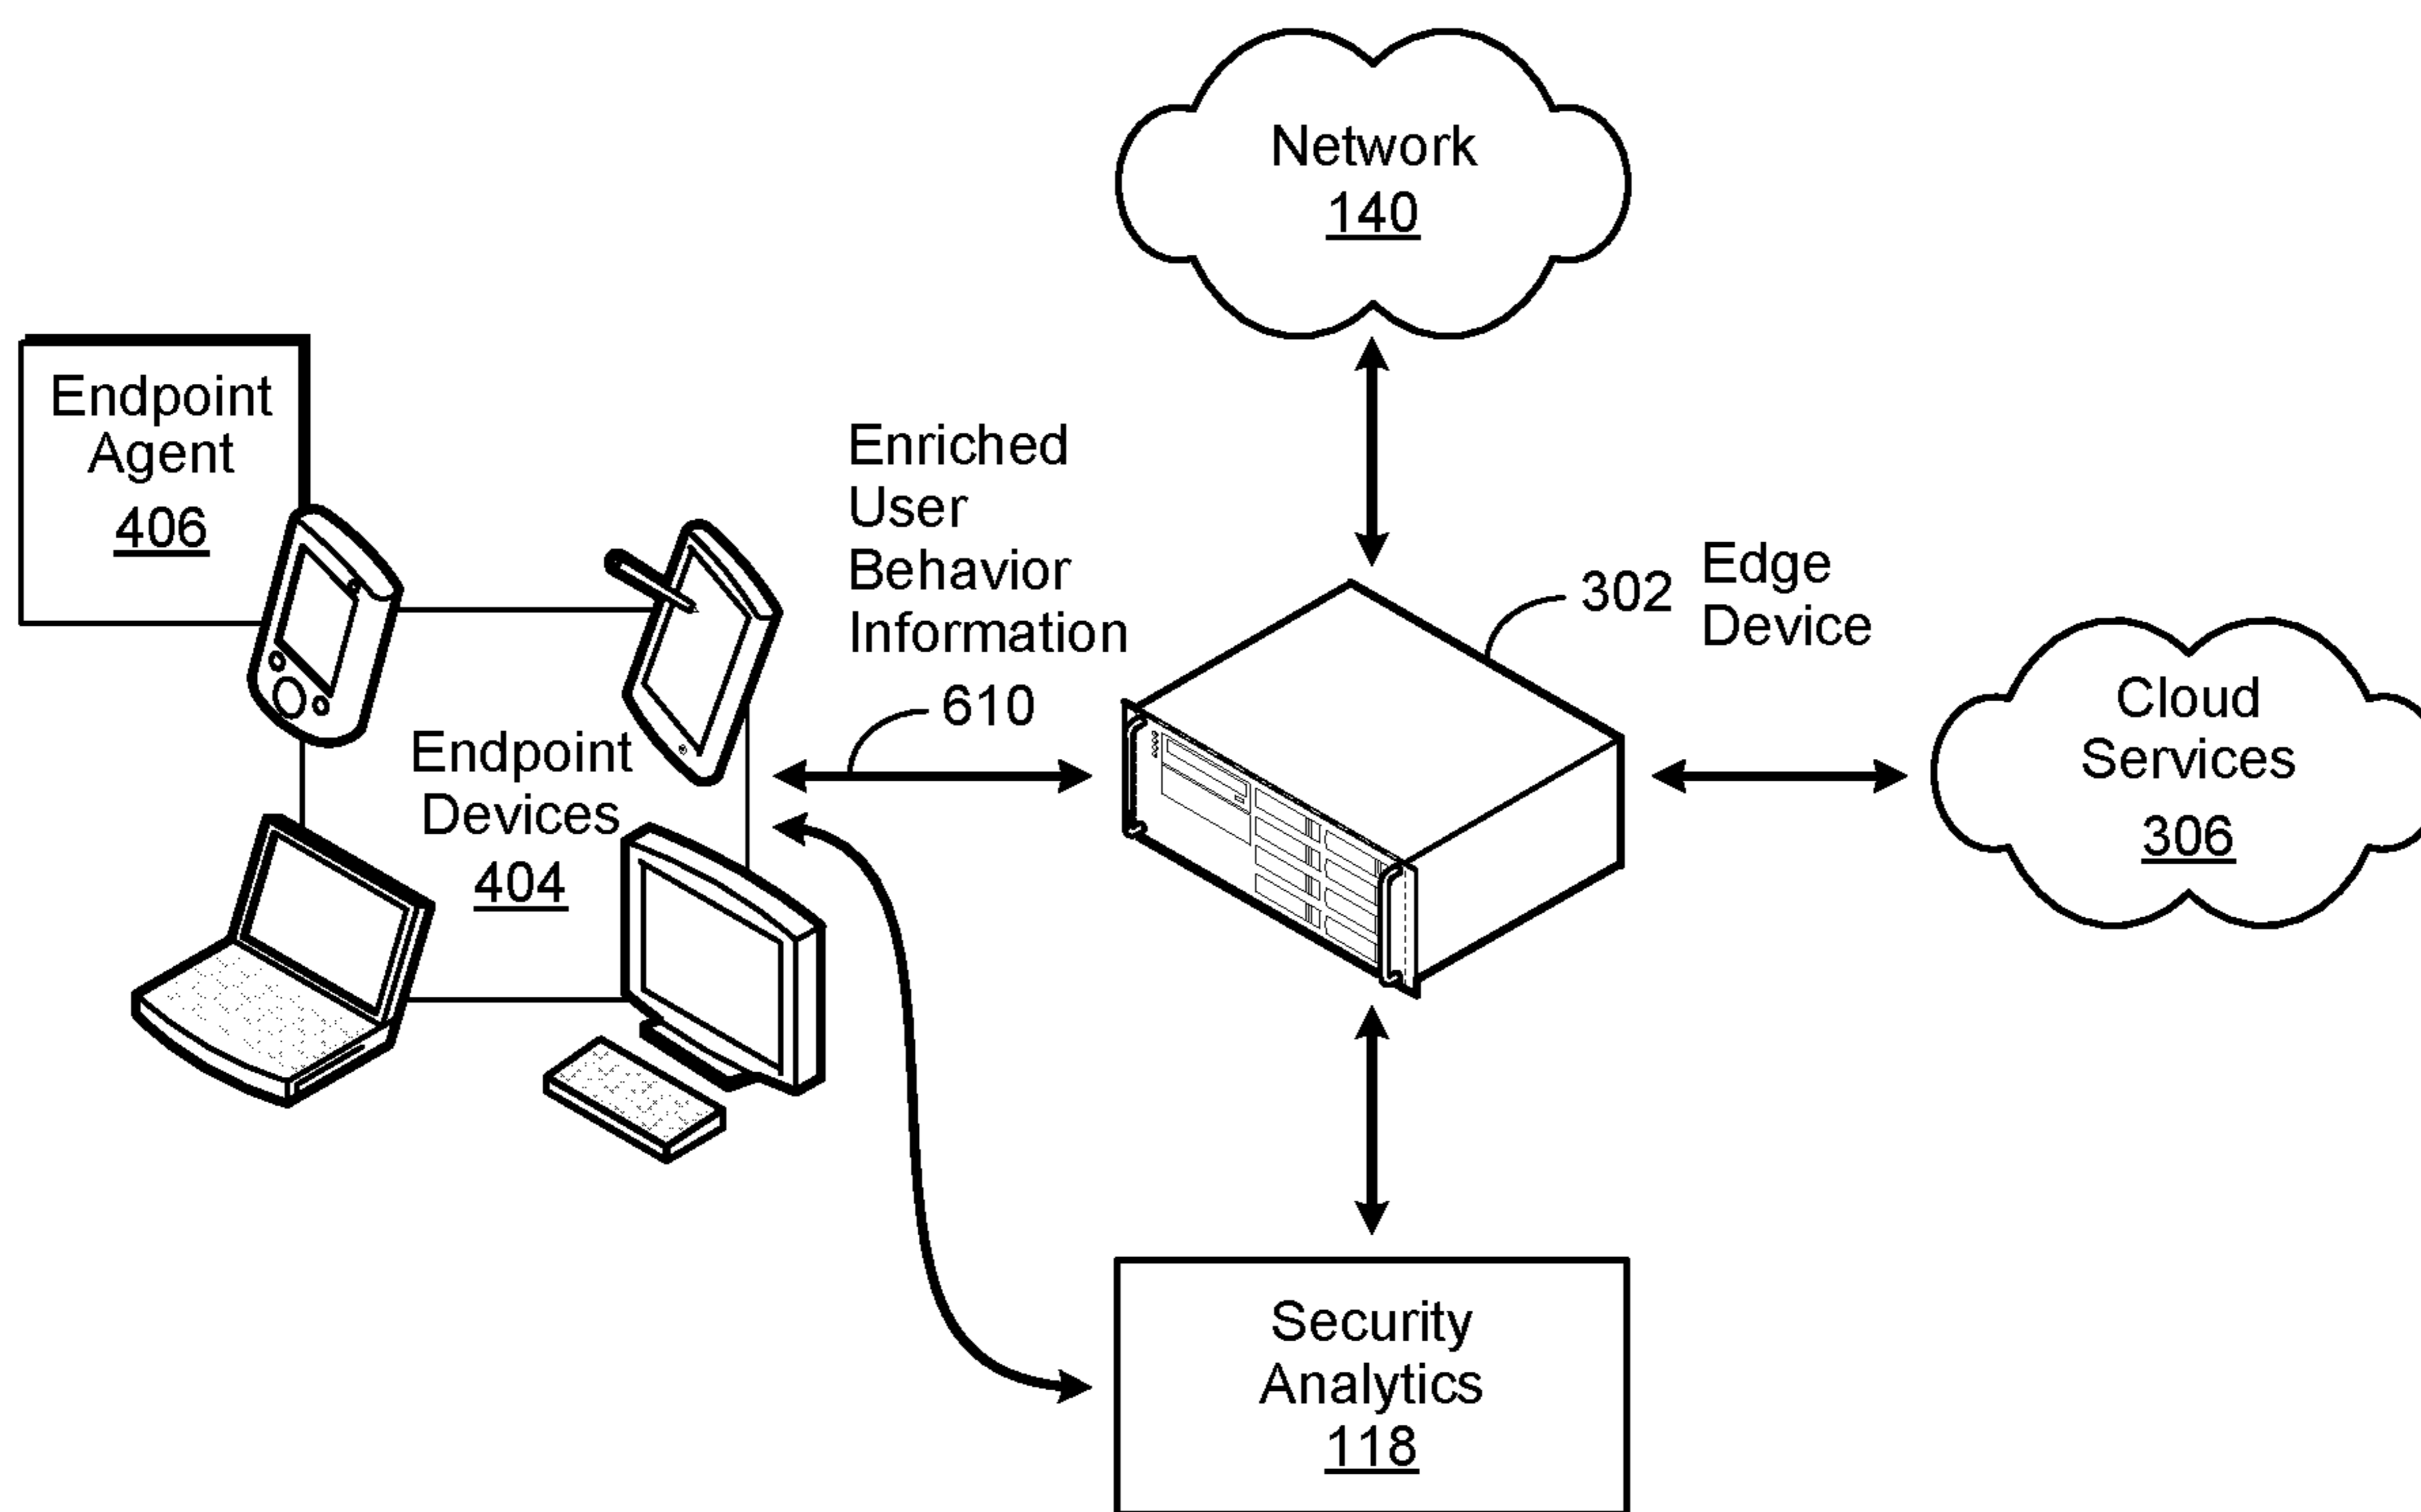 Network
140
Endpoint
Agent
406
Enriched
User
Behavior
Information
610
302
Edge
Device
Cloud
Services
306
Endpoint
Devices
404
Security
Analytics
118